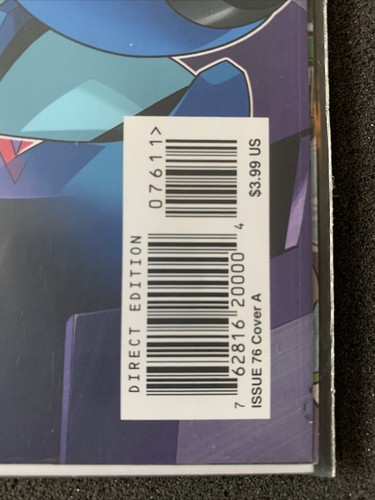 DIRECT EDITION
07611>
7 62816 20000 4
ISSUE 76 Cover A
$3.99 US